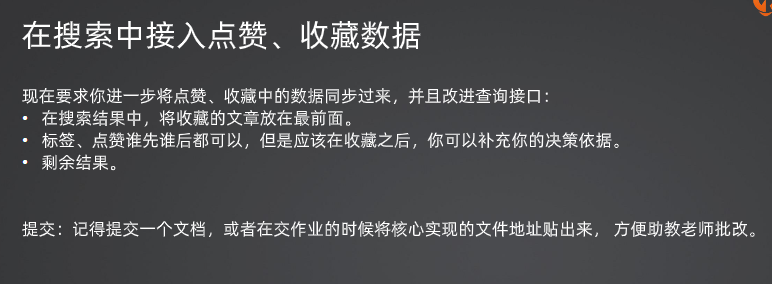 在搜索中接入点赞、收藏数据
现在要求你进一步将点赞、收藏中的数据同步过来，并且改进查询接口：
• 在搜索结果中，将收藏的文章放在最前面。
• 标签、点赞谁先谁后都可以，但是应该在收藏之后，你可以补充你的决策依据。
• 剩余结果。
提交：记得提交一个文档，或者在交作业的时候将核心实现的文件地址贴出来， 方便助教老师批改。